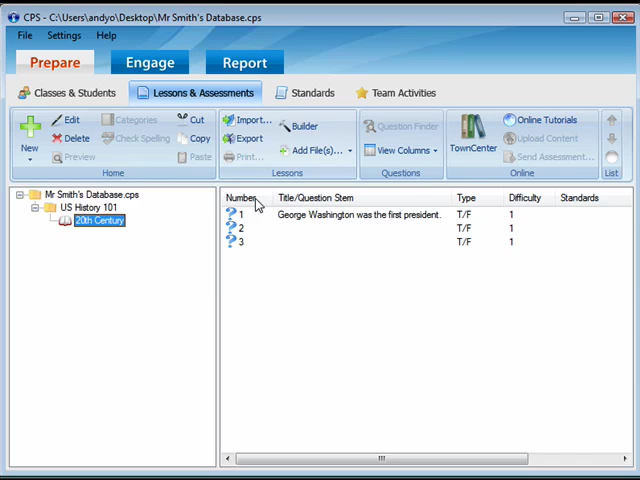 CPS - C:\Users\andyo\Desktop\Mr Smith's Database.cps
File Settings Help
Prepare Engage Report
Classes & Students Lessons & Assessments Standards Team Activities
New
Edit
Delete
Preview
Categories
Check Spelling
Cut
Copy
Paste
Home
Import...
Export
Print...
Builder
Add File(s)...
Lessons
Question Finder
View Columns
Questions
TownCenter
Online Tutorials
Upload Content
Send Assessment...
Online
List
Mr Smith's Database.cps
US History 101
20th Century
Number Title/Question Stem Type Difficulty Standards
1 George Washington was the first president. T/F 1
2 T/F 1
3 T/F 1